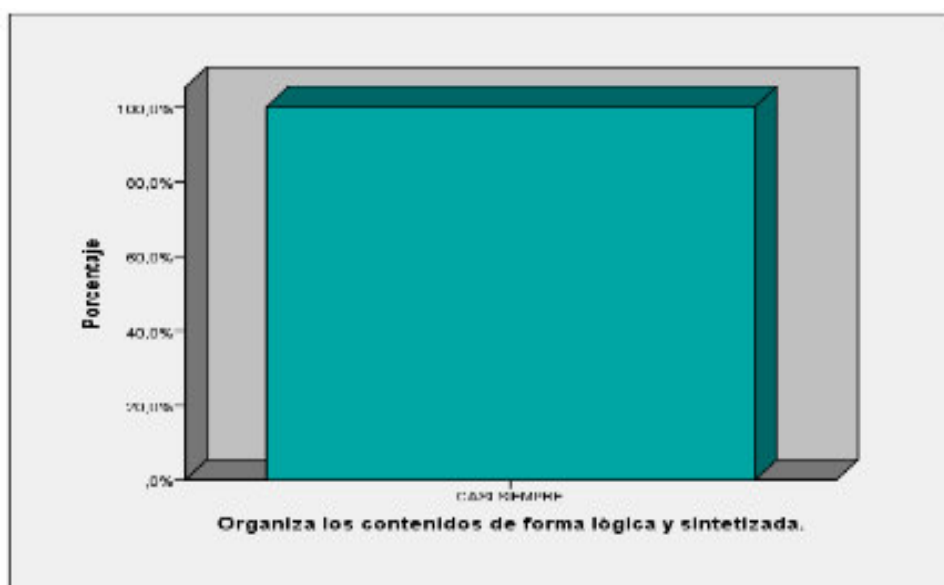 100,0%
80,0%
60,0%
40,0%
20,0%
,0%
Porcentaje
CASI SIEMPRE
Organiza los contenidos de forma lógica y sintetizada.